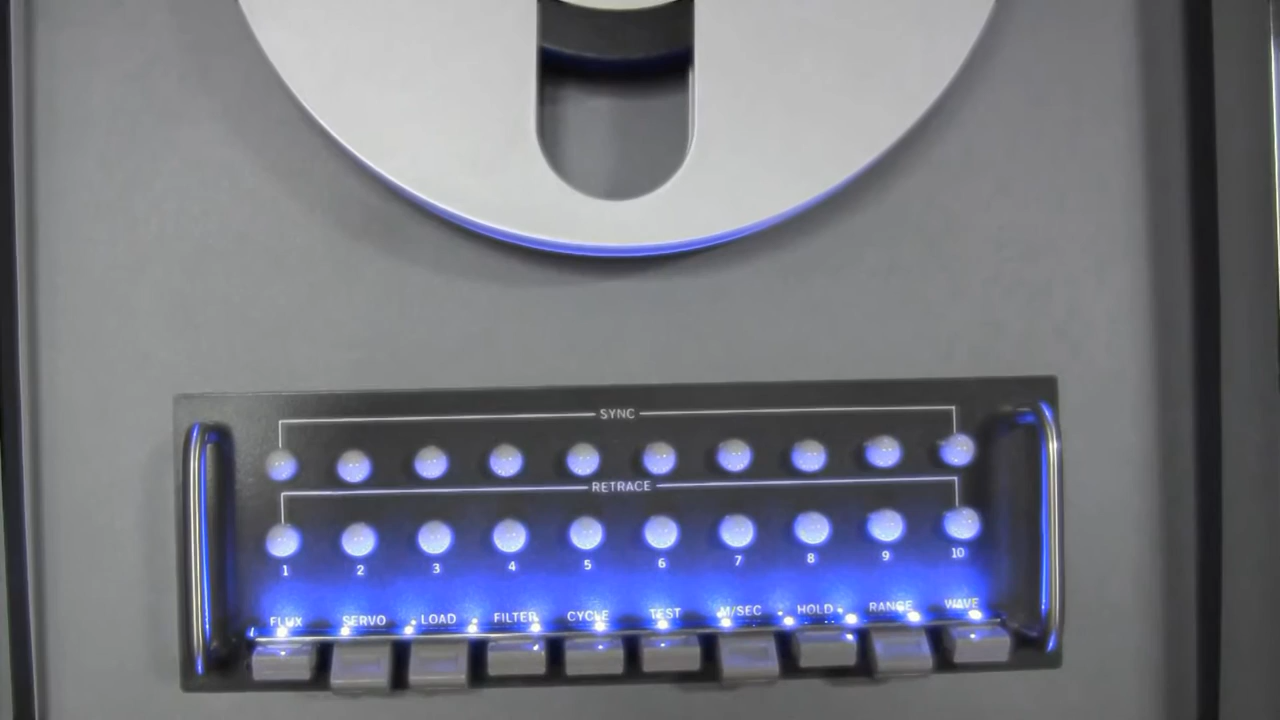 SYNC
RETRACE
1 2 3 4 5 6 7 8 9 10
FLUX SERVO LOAD FILTER CYCLE TEST M/SEC HOLD RANGE WAVE